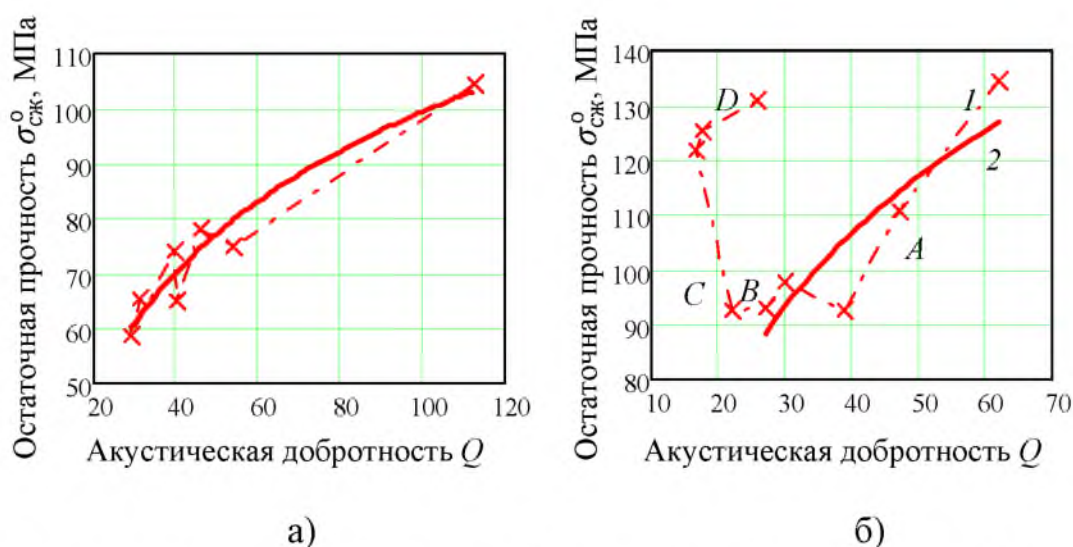 Остаточная прочность σ°сж, МПа
110
100
90
80
70
60
50
20 40 60 80 100 120
Акустическая добротность Q
а)
Остаточная прочность σ°сж, МПа
140
130
120
110
100
90
80
10 20 30 40 50 60 70
D
1
2
A
C B
Акустическая добротность Q
б)